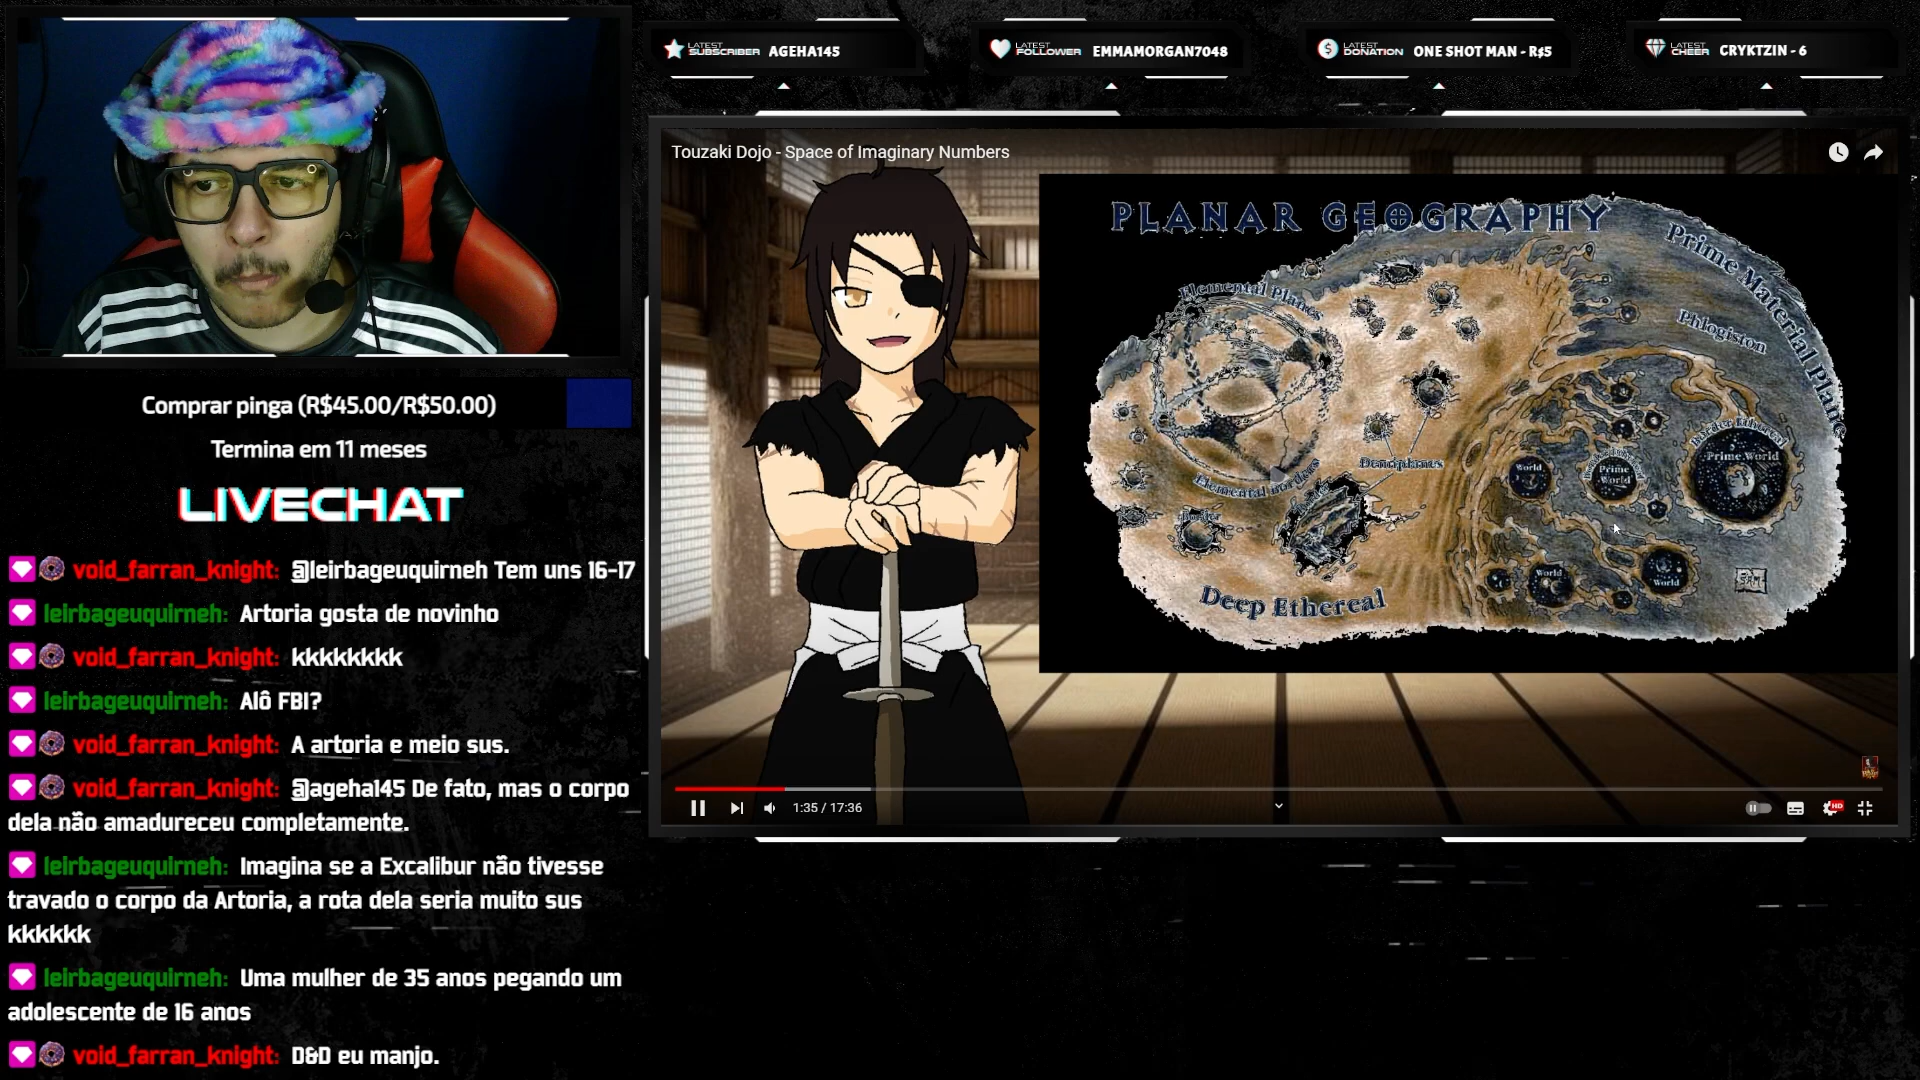 LATEST SUBSCRIBER AGEHA145
LATEST FOLLOWER EMMAMORGAN7048
LATEST DONATION ONE SHOT MAN - R$5
LATEST CHEER CRYKTZIN - 6
Touzaki Dojo - Space of Imaginary Numbers
PLANAR GEOGRAPHY
Prime Material Plane
Elemental Planes
Phlogiston
Border Ethereal
Prime World
World
Prime World
Demiplanes
Elemental Borders
World
World
Deep Ethereal
1:35 / 17:36
HD
Comprar pinga (R$45.00/R$50.00)
Termina em 11 meses
LIVECHAT
void_farran_knight: @leirbageuquirneh Tem uns 16-17
leirbageuquirneh: Artoria gosta de novinho
void_farran_knight: kkkkkkkk
leirbageuquirneh: Alô FBI?
void_farran_knight: A artoria e meio sus.
void_farran_knight: @ageha145 De fato, mas o corpo
dela não amadureceu completamente.
leirbageuquirneh: Imagina se a Excalibur não tivesse
travado o corpo da Artoria, a rota dela seria muito sus
kkkkkk
leirbageuquirneh: Uma mulher de 35 anos pegando um
adolescente de 16 anos
void_farran_knight: D&D eu manjo.